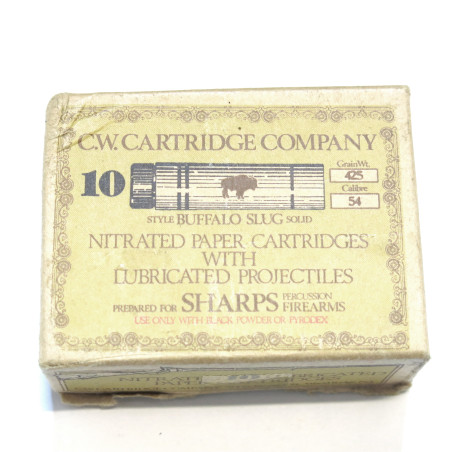 C.W. CARTRIDGE COMPANY
10
Grain Wt.
425
Calibre
54
STYLE BUFFALO SLUG SOLID
NITRATED PAPER CARTRIDGES
WITH
LUBRICATED PROJECTILES
PREPARED FOR SHARPS PERCUSSION FIREARMS
USE ONLY WITH BLACK POWDER OR PYRODEX
NITRAT